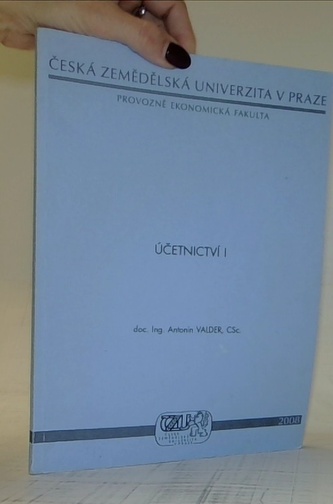 ČESKÁ ZEMĚDĚLSKÁ UNIVERZITA V PRAZE
PROVOZNĚ EKONOMICKÁ FAKULTA
ÚČETNICTVÍ I
doc. Ing. Antonín VALDER, CSc.
2008